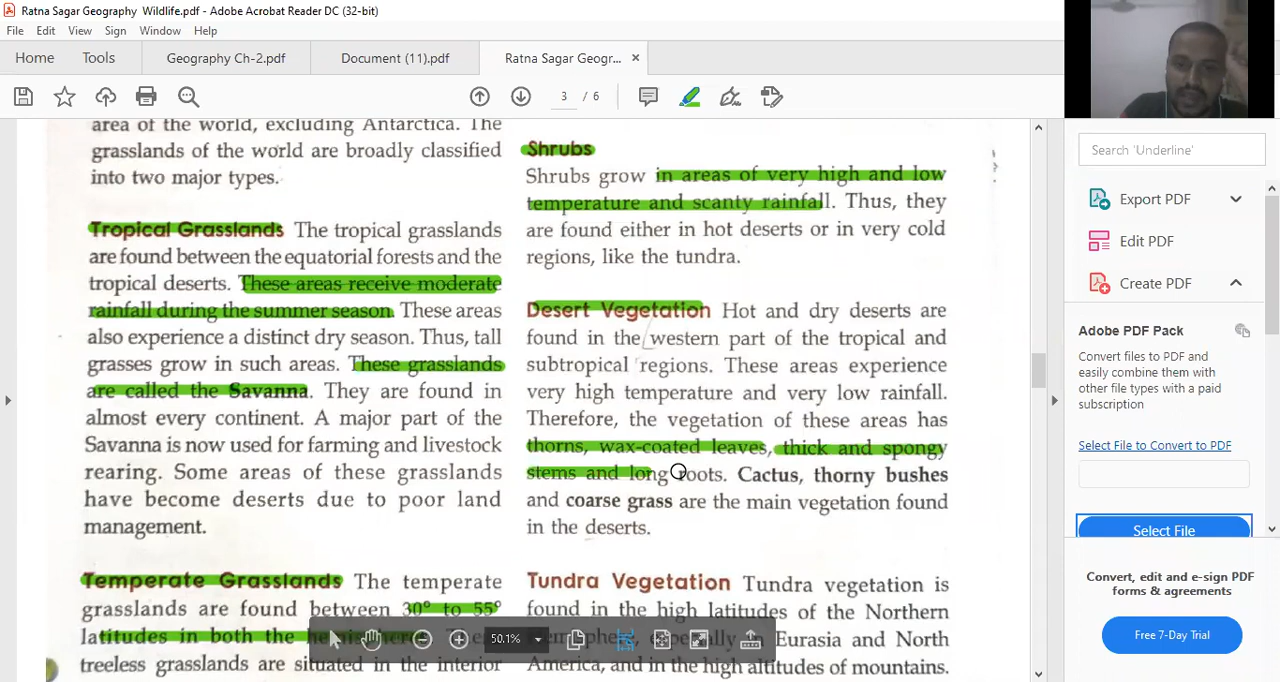 Ratna Sagar Geography Wildlife.pdf - Adobe Acrobat Reader DC (32-bit)
File Edit View Sign Window Help
Home Tools Geography Ch-2.pdf Document (11).pdf Ratna Sagar Geogr... ×
3 / 6
area of the world, excluding Antarctica. The
grasslands of the world are broadly classified
into two major types.
Tropical Grasslands The tropical grasslands
are found between the equatorial forests and the
tropical deserts. These areas receive moderate
rainfall during the summer season. These areas
also experience a distinct dry season. Thus, tall
grasses grow in such areas. These grasslands
are called the Savanna. They are found in
almost every continent. A major part of the
Savanna is now used for farming and livestock
rearing. Some areas of these grasslands
have become deserts due to poor land
management.
Temperate Grasslands The temperate
grasslands are found between 30° to 55°
latitudes in both the
treeless grasslands are situated in the interior
Shrubs
Shrubs grow in areas of very high and low
temperature and scanty rainfall. Thus, they
are found either in hot deserts or in very cold
regions, like the tundra.
Desert Vegetation Hot and dry deserts are
found in the western part of the tropical and
subtropical regions. These areas experience
very high temperature and very low rainfall.
Therefore, the vegetation of these areas has
thorns, wax-coated leaves, thick and spongy
stems and long roots. Cactus, thorny bushes
and coarse grass are the main vegetation found
in the deserts.
Tundra Vegetation Tundra vegetation is
found in the high latitudes of the Northern
Eurasia and North
America, and in the high altitudes of mountains.
50.1%
Search 'Underline'
Export PDF
Edit PDF
Create PDF
Adobe PDF Pack
Convert files to PDF and
easily combine them with
other file types with a paid
subscription
Select File to Convert to PDF
Select File
Convert, edit and e-sign PDF
forms & agreements
Free 7-Day Trial